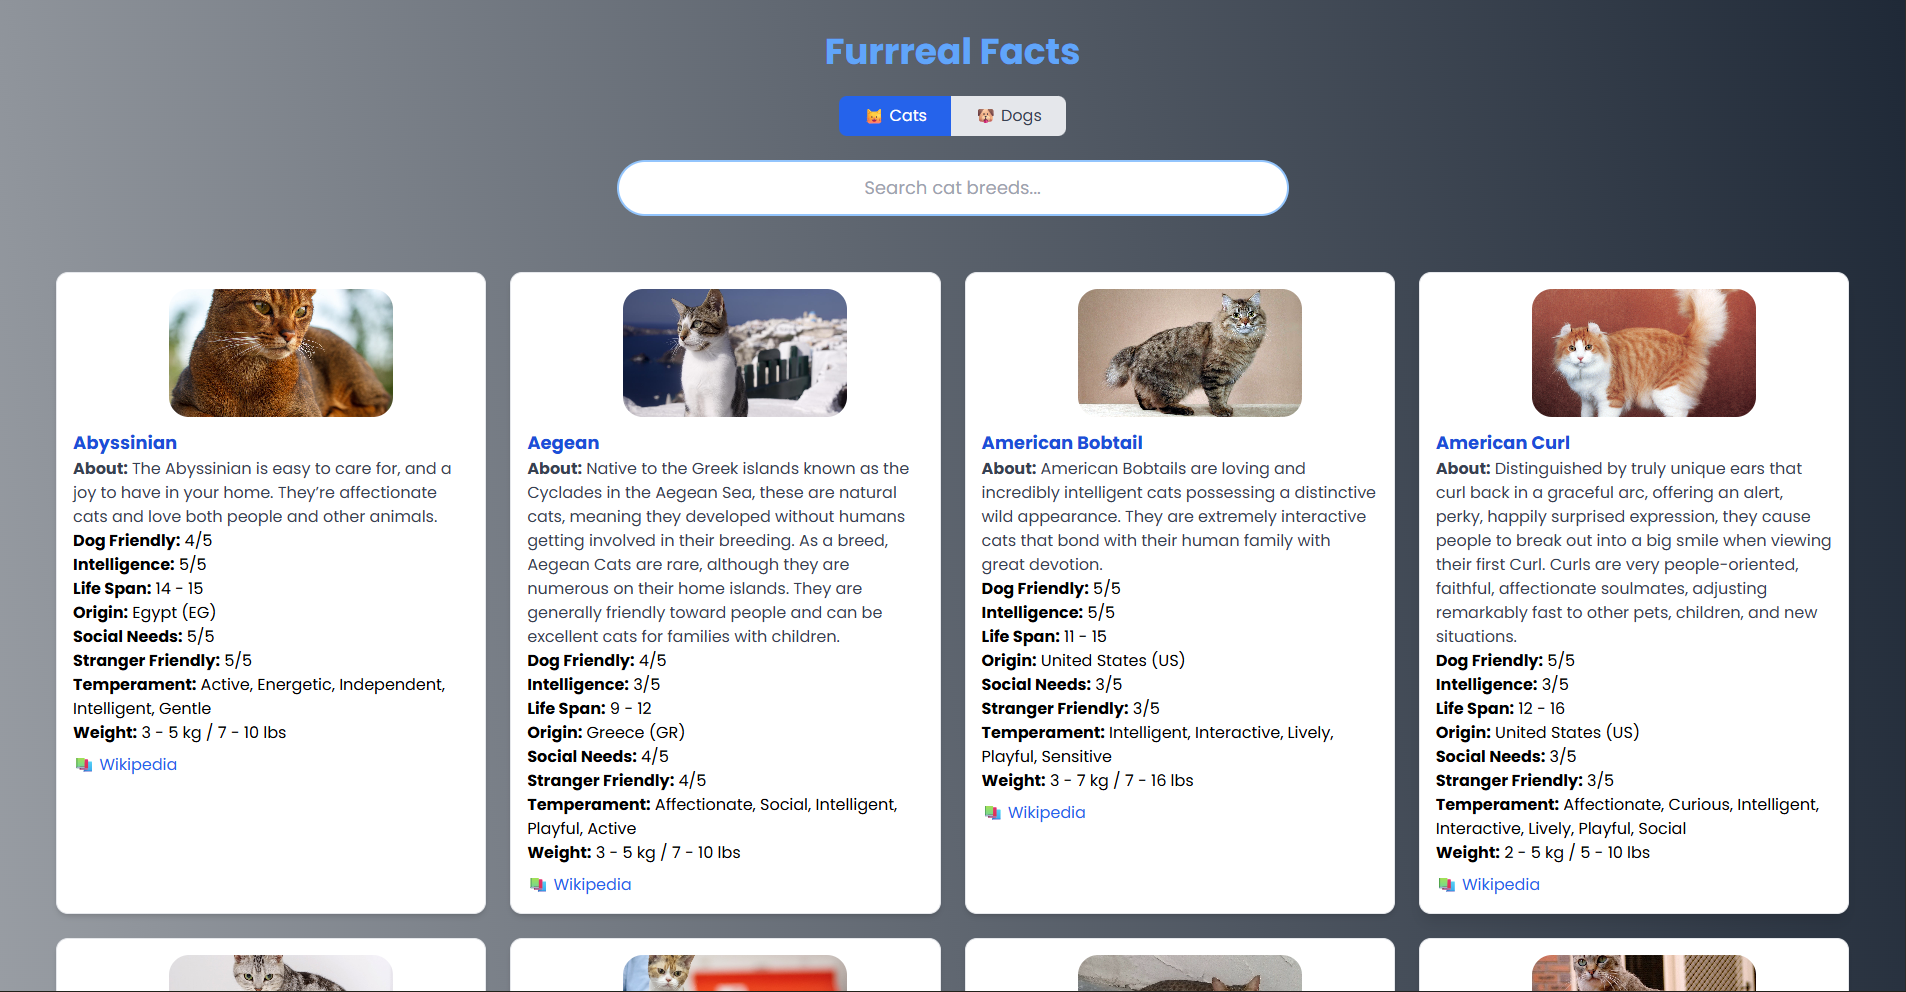 Furrreal Facts
Cats
Dogs
Search cat breeds...
Abyssinian
About: The Abyssinian is easy to care for, and a
joy to have in your home. They’re affectionate
cats and love both people and other animals.
Dog Friendly: 4/5
Intelligence: 5/5
Life Span: 14 - 15
Origin: Egypt (EG)
Social Needs: 5/5
Stranger Friendly: 5/5
Temperament: Active, Energetic, Independent,
Intelligent, Gentle
Weight: 3 - 5 kg / 7 - 10 lbs
Wikipedia
Aegean
About: Native to the Greek islands known as the
Cyclades in the Aegean Sea, these are natural
cats, meaning they developed without humans
getting involved in their breeding. As a breed,
Aegean Cats are rare, although they are
numerous on their home islands. They are
generally friendly toward people and can be
excellent cats for families with children.
Dog Friendly: 4/5
Intelligence: 3/5
Life Span: 9 - 12
Origin: Greece (GR)
Social Needs: 4/5
Stranger Friendly: 4/5
Temperament: Affectionate, Social, Intelligent,
Playful, Active
Weight: 3 - 5 kg / 7 - 10 lbs
Wikipedia
American Bobtail
About: American Bobtails are loving and
incredibly intelligent cats possessing a distinctive
wild appearance. They are extremely interactive
cats that bond with their human family with
great devotion.
Dog Friendly: 5/5
Intelligence: 5/5
Life Span: 11 - 15
Origin: United States (US)
Social Needs: 3/5
Stranger Friendly: 3/5
Temperament: Intelligent, Interactive, Lively,
Playful, Sensitive
Weight: 3 - 7 kg / 7 - 16 lbs
Wikipedia
American Curl
About: Distinguished by truly unique ears that
curl back in a graceful arc, offering an alert,
perky, happily surprised expression, they cause
people to break out into a big smile when viewing
their first Curl. Curls are very people-oriented,
faithful, affectionate soulmates, adjusting
remarkably fast to other pets, children, and new
situations.
Dog Friendly: 5/5
Intelligence: 3/5
Life Span: 12 - 16
Origin: United States (US)
Social Needs: 3/5
Stranger Friendly: 3/5
Temperament: Affectionate, Curious, Intelligent,
Interactive, Lively, Playful, Social
Weight: 2 - 5 kg / 5 - 10 lbs
Wikipedia